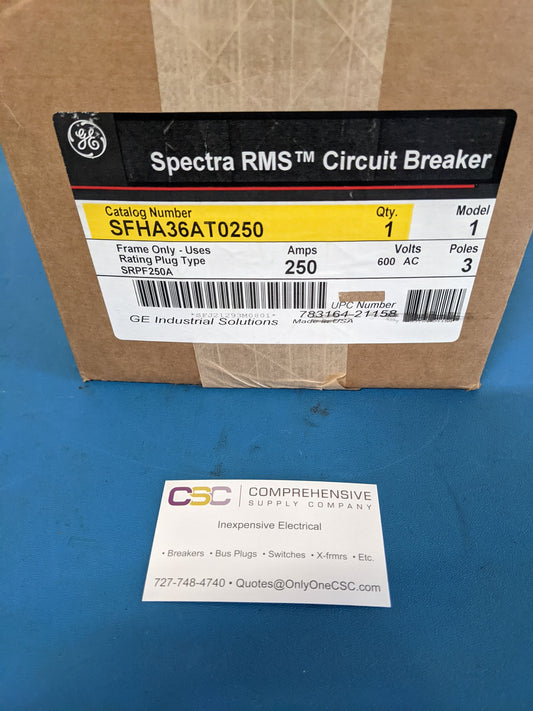 GE
Spectra RMS™ Circuit Breaker
Catalog Number Qty. Model
SFHA36AT0250 1 1
Frame Only - Uses Amps Volts Poles
Rating Plug Type 250 600 AC 3
SRPF250A
UPC Number
GE Industrial Solutions Made in USA
783164-21158
CSC | COMPREHENSIVE
SUPPLY COMPANY
Inexpensive Electrical
• Breakers • Bus Plugs • Switches • X-frmrs • Etc.
727-748-4740 • Quotes@OnlyOneCSC.com